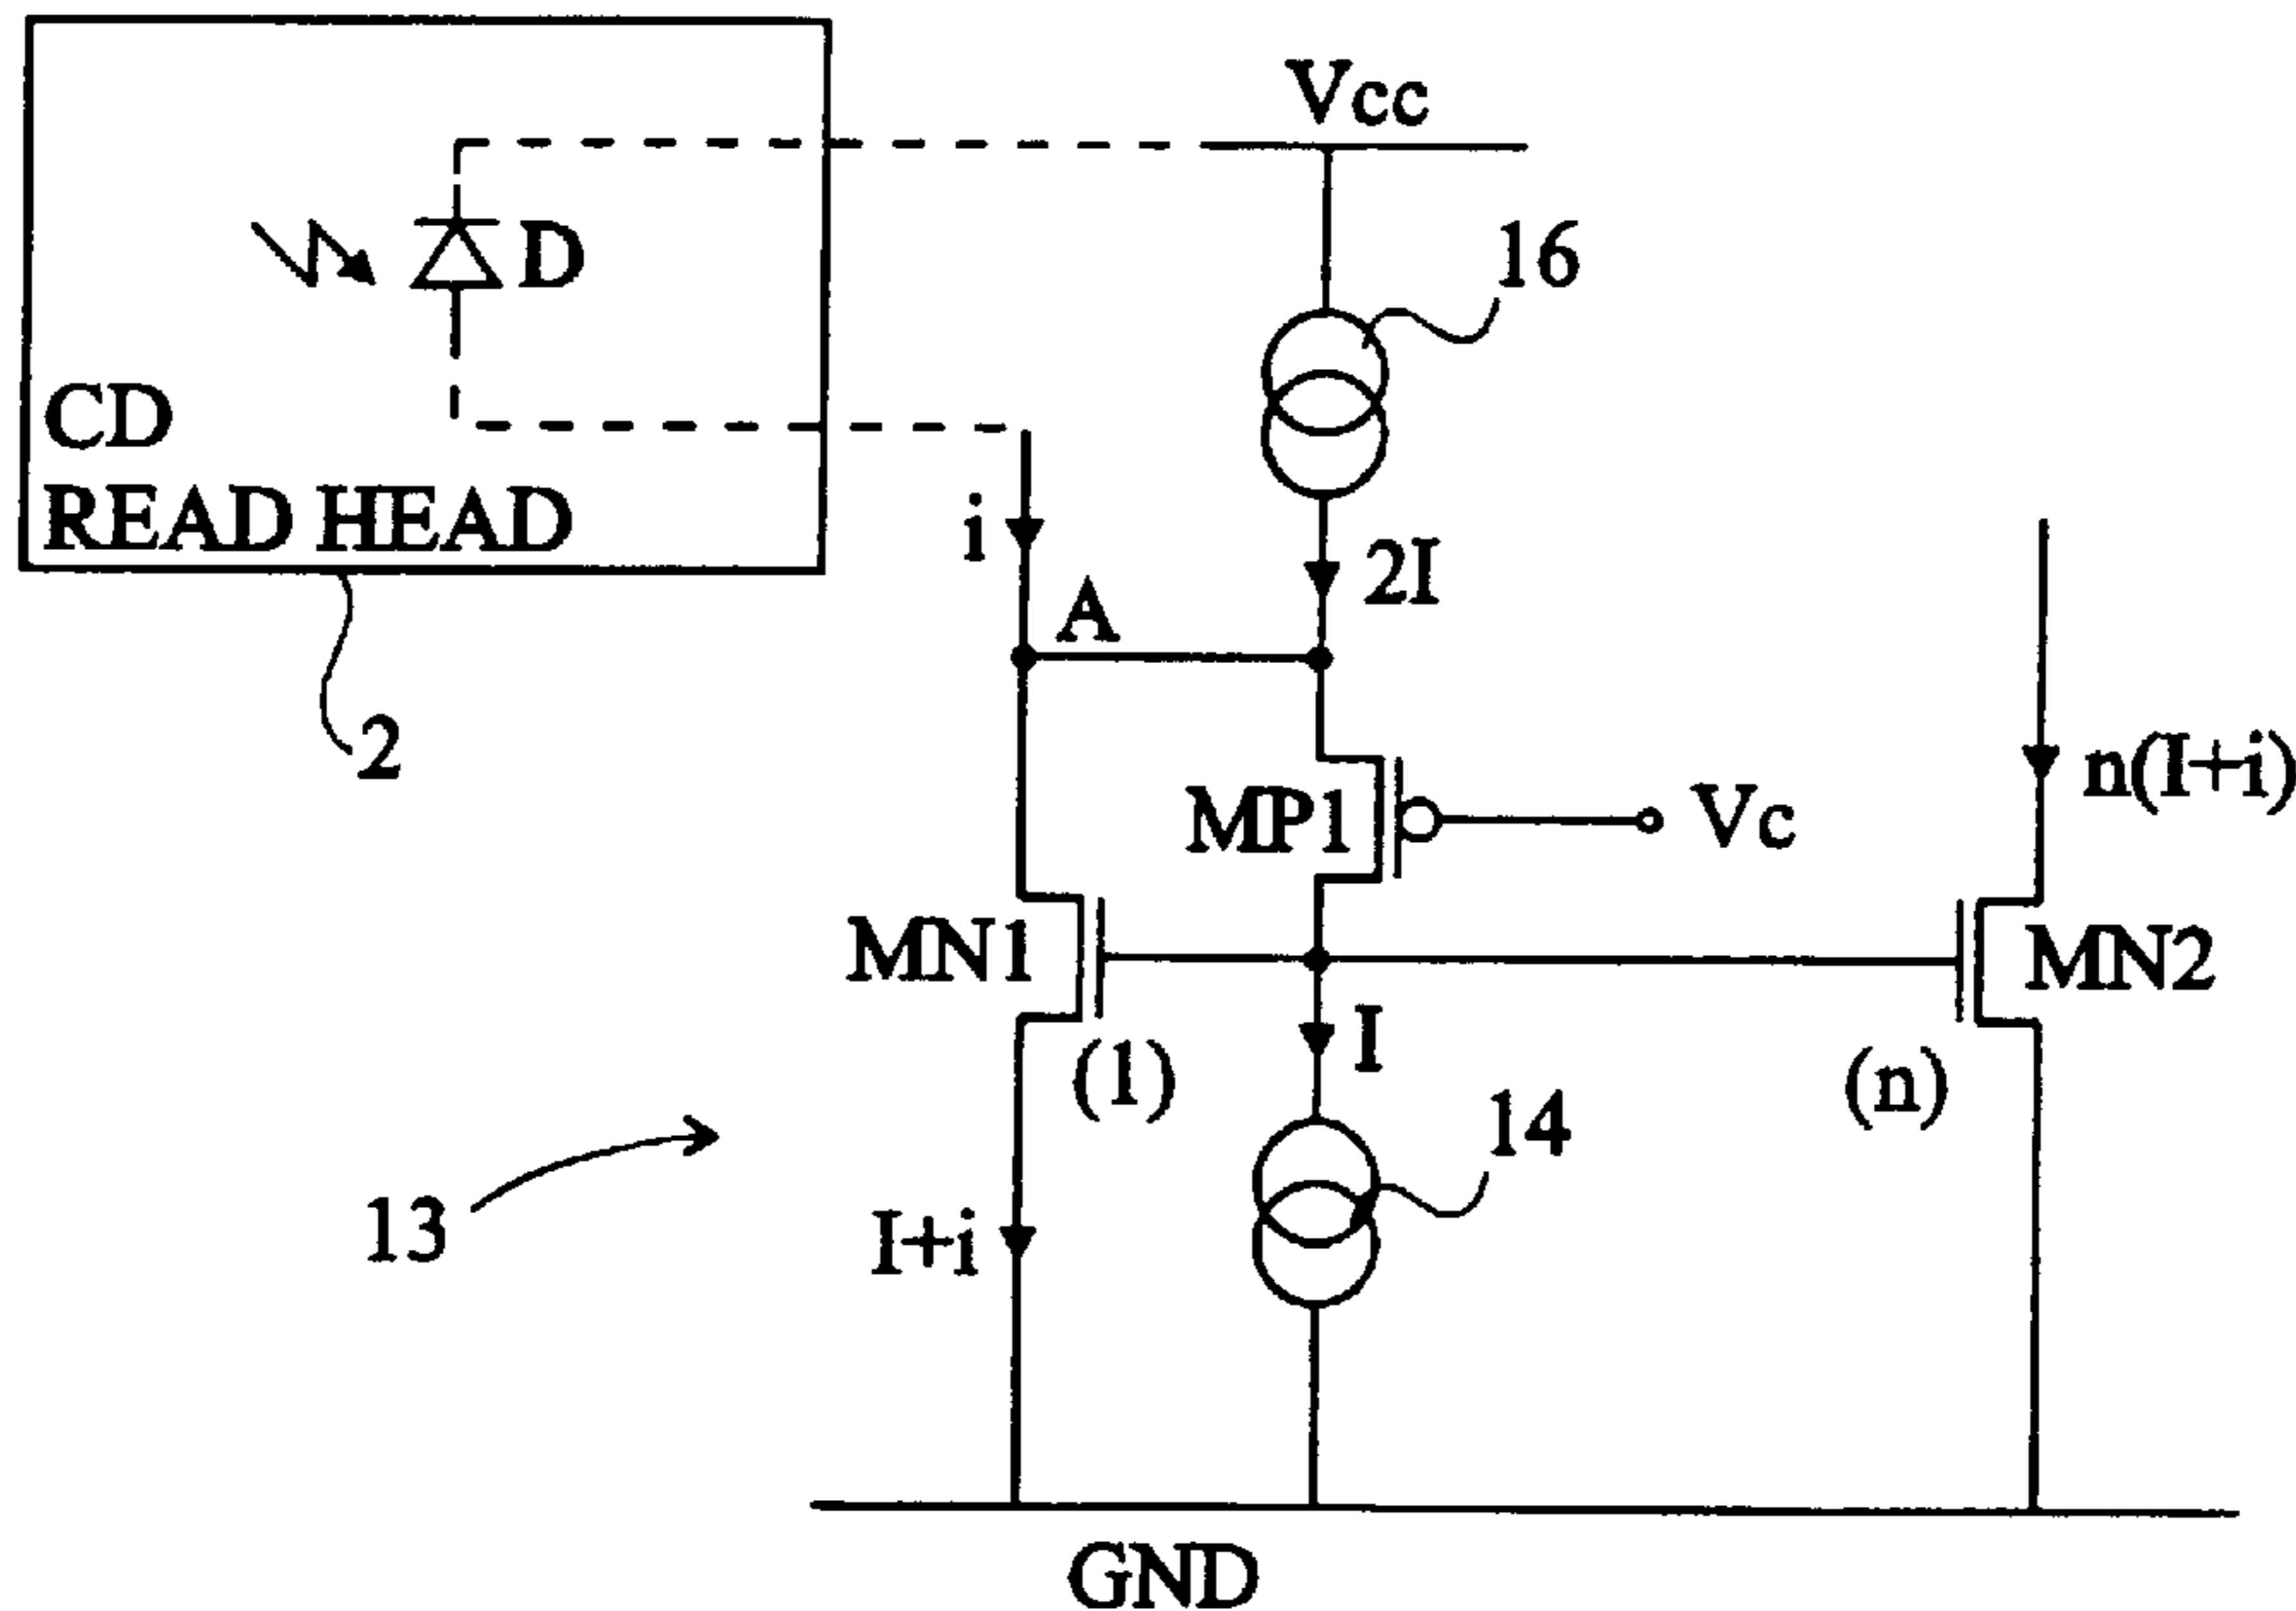 Vcc
D
16
CD
READ HEAD
i
2I
A
2
MP1
Vc
n(I+i)
MN1
MN2
I
(1)
(n)
14
13
I+i
GND